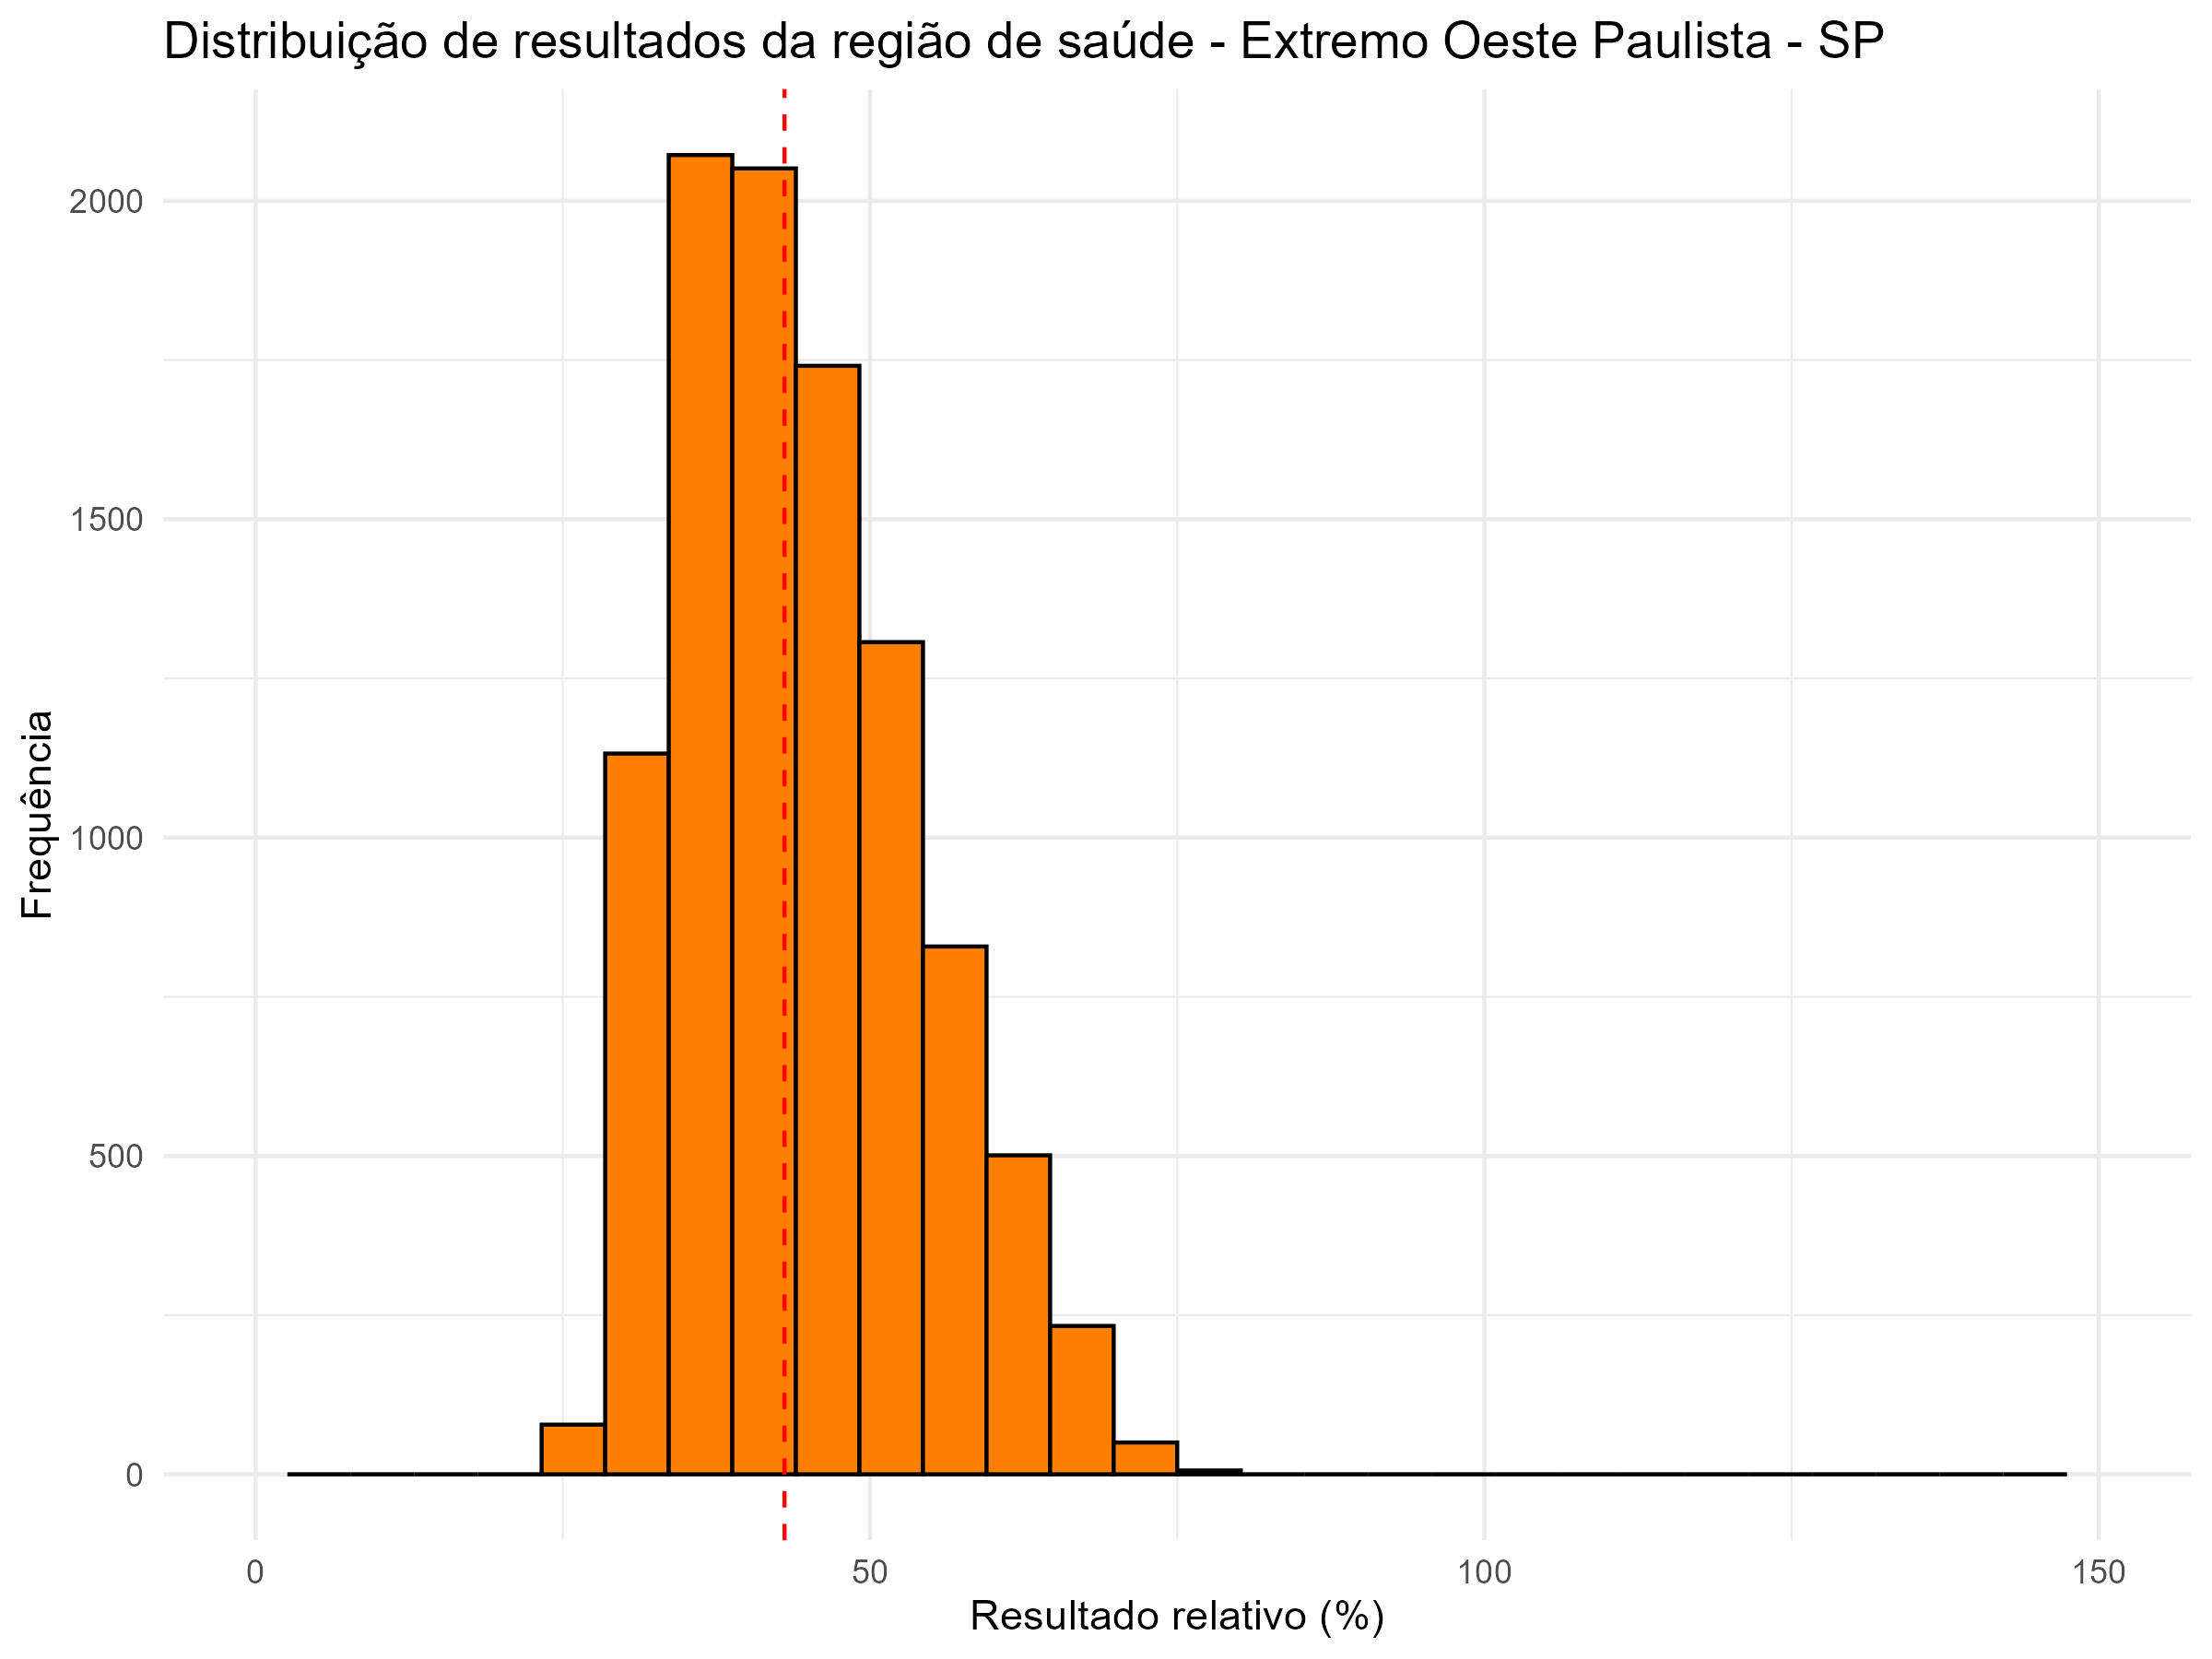 Distribuição de resultados da região de saúde - Extremo Oeste Paulista - SP
2000
1500
1000
500
0
Frequência
0 50 100 150
Resultado relativo (%)